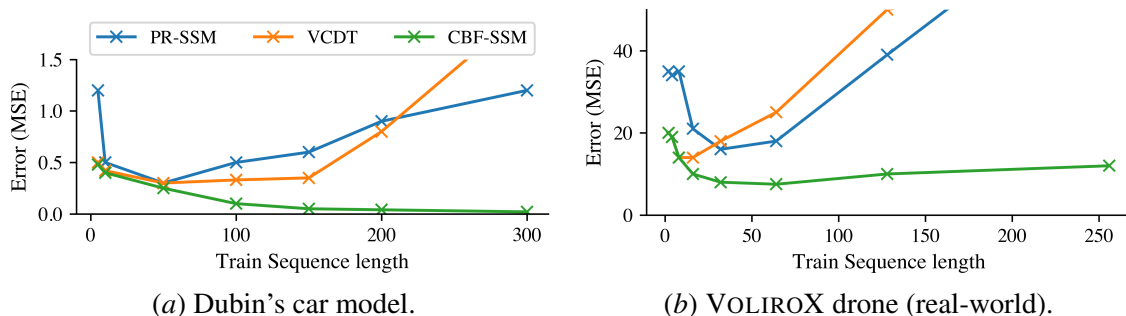 PR-SSM VCDT CBF-SSM
Error (MSE)
1.5
1.0
0.5
0.0
0 100 200 300
Train Sequence length
(a) Dubin's car model.
Error (MSE)
40
20
0
0 50 100 150 200 250
Train Sequence length
(b) VOLIROX drone (real-world).